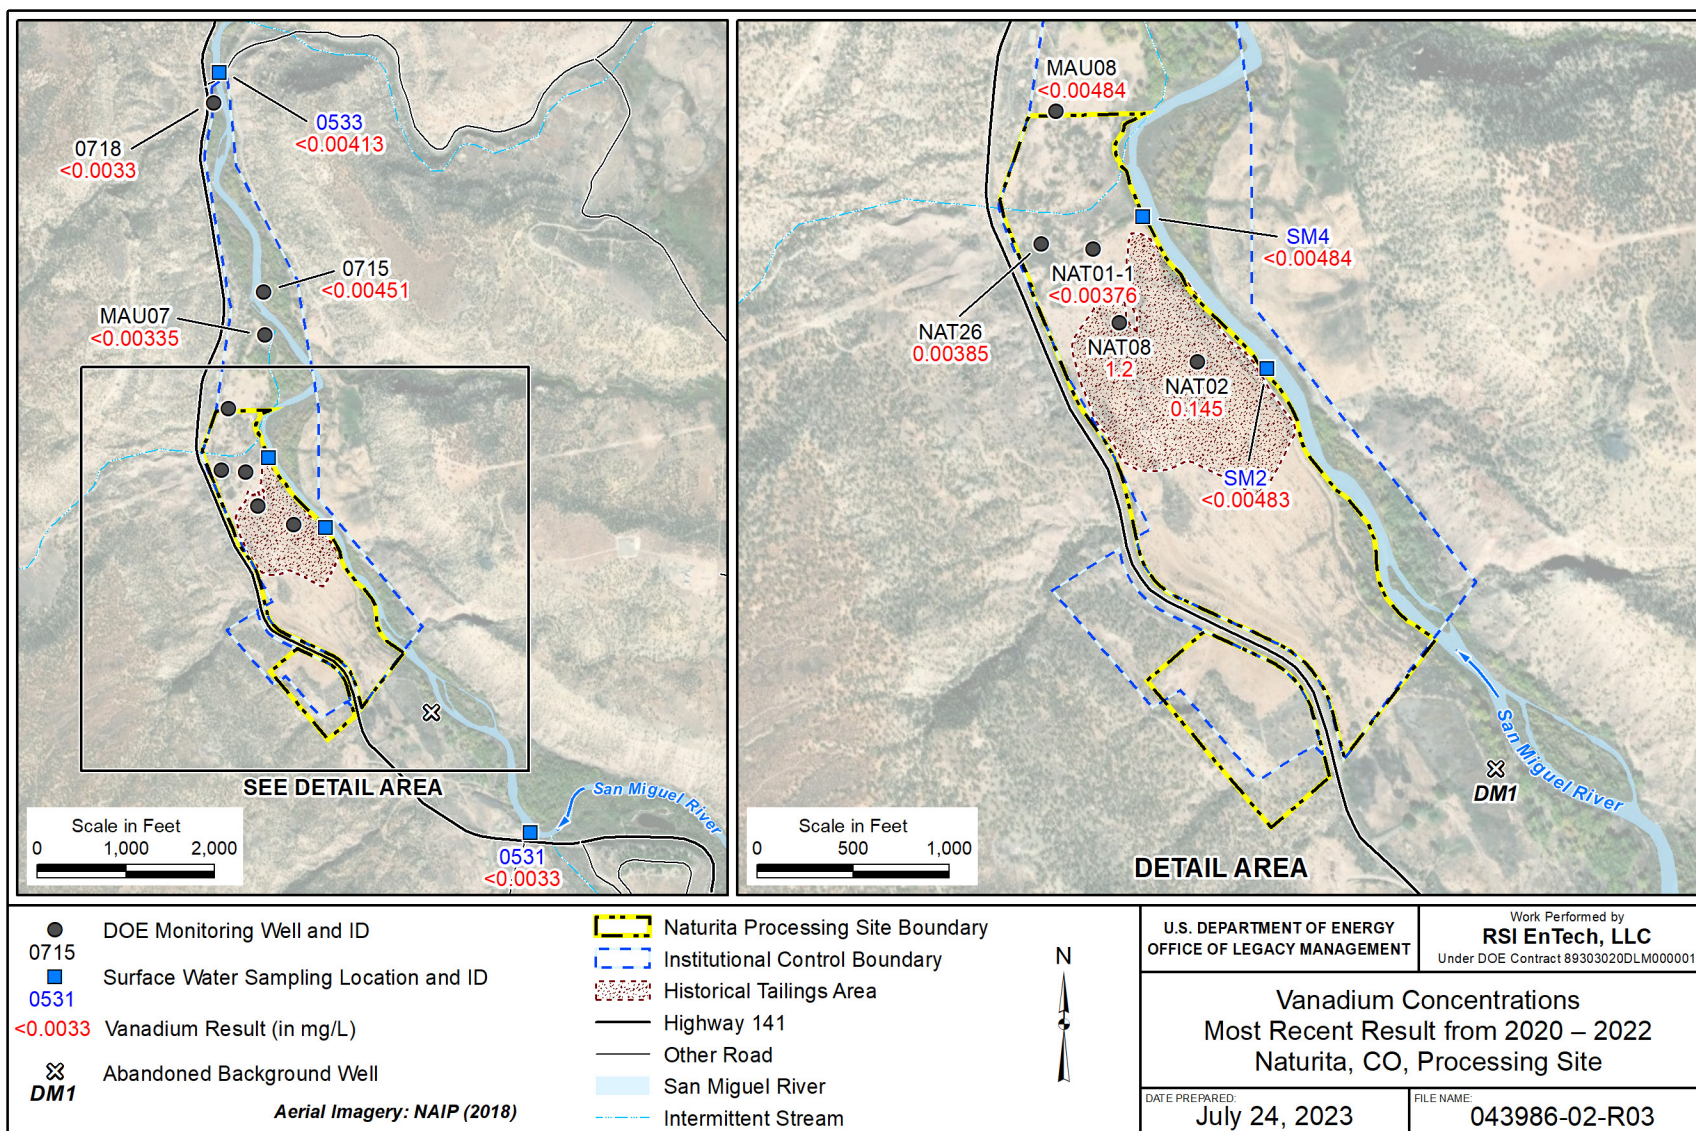 0533
<0.00413
0718
<0.0033
0715
<0.00451
MAU07
<0.00335
SEE DETAIL AREA
Scale in Feet
0 1,000 2,000
San Miguel River
0531
<0.0033
MAU08
<0.00484
SM4
<0.00484
NAT01-1
<0.00376
NAT26
0.00385
NAT08
1.2
NAT02
0.145
SM2
<0.00483
San Miguel River
DM1
Scale in Feet
0 500 1,000
DETAIL AREA
DOE Monitoring Well and ID
0715
Surface Water Sampling Location and ID
0531
<0.0033 Vanadium Result (in mg/L)
Abandoned Background Well
DM1
Aerial Imagery: NAIP (2018)
Naturita Processing Site Boundary
Institutional Control Boundary
Historical Tailings Area
Highway 141
Other Road
San Miguel River
Intermittent Stream
N
U.S. DEPARTMENT OF ENERGY
OFFICE OF LEGACY MANAGEMENT
Work Performed by
RSI EnTech, LLC
Under DOE Contract 89303020DLM000001
Vanadium Concentrations
Most Recent Result from 2020 – 2022
Naturita, CO, Processing Site
DATE PREPARED:
July 24, 2023
FILE NAME:
043986-02-R03